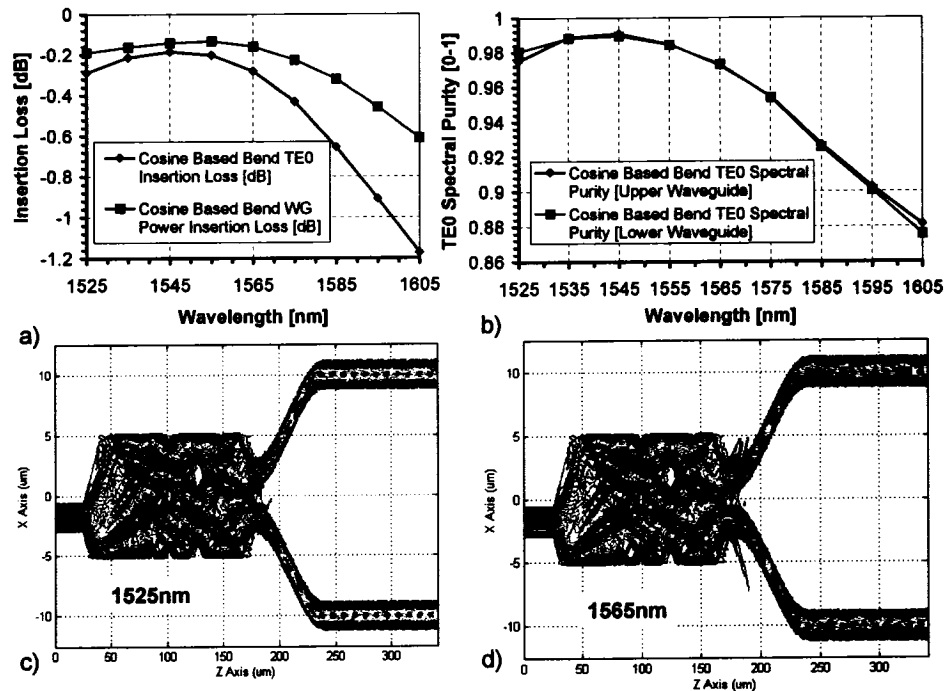 0
-0.2
-0.4
-0.6
-0.8
-1
-1.2
Insertion Loss [dB]
Cosine Based Bend TE0
Insertion Loss [dB]
Cosine Based Bend WG
Power Insertion Loss [dB]
1525 1545 1565 1585 1605
Wavelength [nm]
a)
1
0.98
0.96
0.94
0.92
0.9
0.88
0.86
TE0 Spectral Purity [0-1]
Cosine Based Bend TE0 Spectral
Purity [Upper Waveguide]
Cosine Based Bend TE0 Spectral
Purity [Lower Waveguide]
1525 1535 1545 1555 1565 1575 1585 1595 1605
Wavelength [nm]
b)
10
5
0
-5
-10
X Axis (um)
1525nm
0 50 100 150 200 250 300
Z Axis (um)
c)
10
5
0
-5
-10
X Axis (um)
1565nm
0 50 100 150 200 250 300
Z Axis (um)
d)